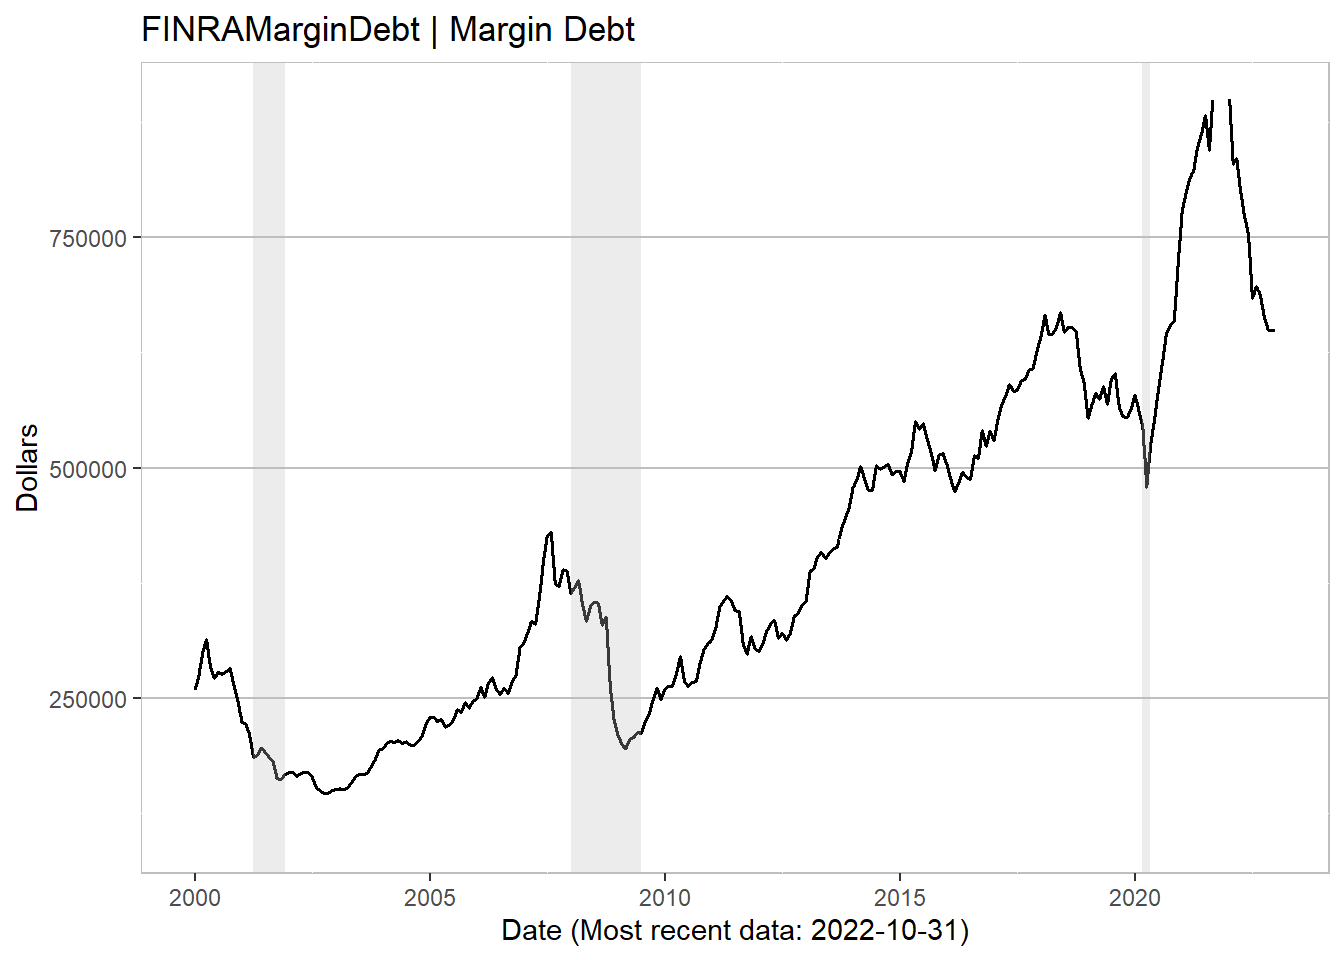 FINRAMarginDebt | Margin Debt
Dollars
750000
500000
250000
2000 2005 2010 2015 2020
Date (Most recent data: 2022-10-31)